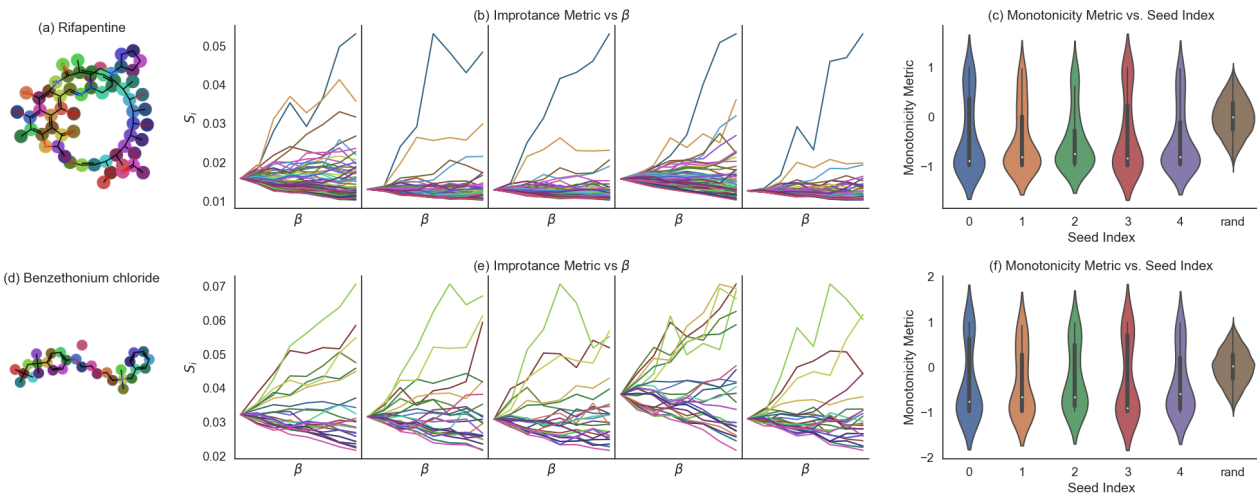 (a) Rifapentine
(b) Improtance Metric vs β
(c) Monotonicity Metric vs. Seed Index
S_i
0.05
0.04
0.03
0.02
0.01
β β β β β
Monotonicity Metric
1
0
−1
0 1 2 3 4 rand
Seed Index
(d) Benzethonium chloride
(e) Improtance Metric vs β
(f) Monotonicity Metric vs. Seed Index
S_i
0.07
0.06
0.05
0.04
0.03
0.02
β β β β β
Monotonicity Metric
2
1
0
−1
−2
0 1 2 3 4 rand
Seed Index